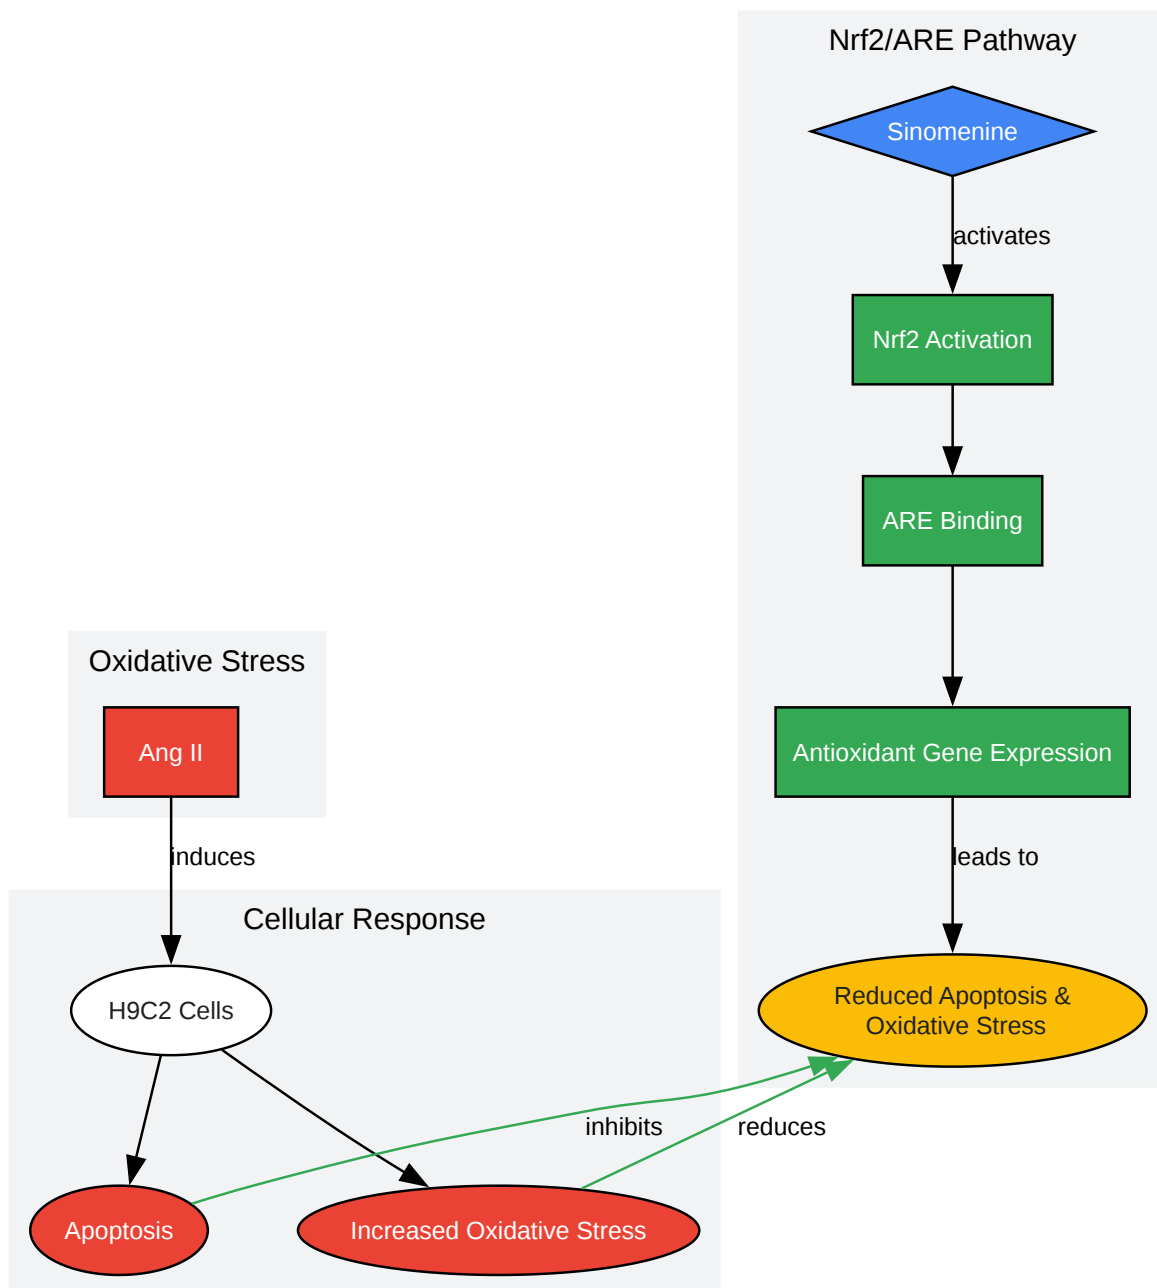 Nrf2/ARE Pathway
Sinomenine
activates
Nrf2 Activation
ARE Binding
Oxidative Stress
Ang II
Antioxidant Gene Expression
induces
leads to
Cellular Response
H9C2 Cells
Reduced Apoptosis &
Oxidative Stress
inhibits
reduces
Apoptosis
Increased Oxidative Stress